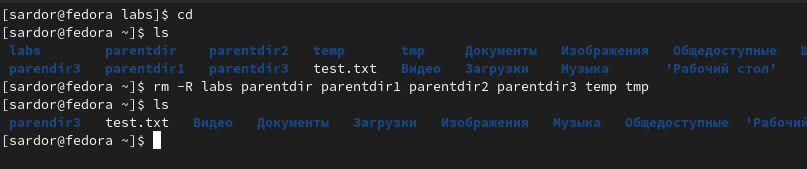 [sardor@fedora labs]$ cd
[sardor@fedora ~]$ ls
labs parentdir parentdir2 temp tmp Документы Изображения Общедоступные
parendir3 parentdir1 parentdir3 test.txt Видео Загрузки Музыка 'Рабочий стол'
[sardor@fedora ~]$ rm -R labs parentdir parentdir1 parentdir2 parentdir3 temp tmp
[sardor@fedora ~]$ ls
parendir3 test.txt Видео Документы Загрузки Изображения Музыка Общедоступные 'Рабочий
[sardor@fedora ~]$